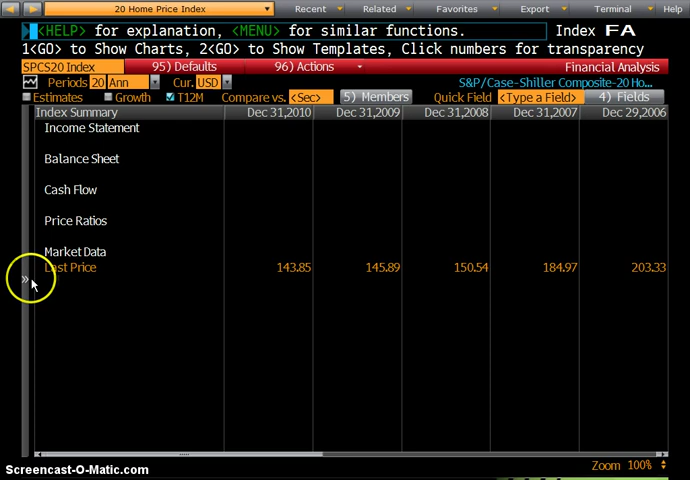 20 Home Price Index Recent Related Favorites Export Terminal Help
<HELP> for explanation, <MENU> for similar functions. Index FA
1<GO> to Show Charts, 2<GO> to Show Templates, Click numbers for transparency
SPCS20 Index 95) Defaults 96) Actions Financial Analysis
Periods 20 Ann Cur. USD S&P/Case-Shiller Composite-20 Ho...
Estimates Growth T12M Compare vs. <Sec> 5) Members Quick Field <Type a Field> 4) Fields
Index Summary Dec 31,2010 Dec 31,2009 Dec 31,2008 Dec 31,2007 Dec 29,2006
Income Statement
Balance Sheet
Cash Flow
Price Ratios
Market Data
Last Price 143.85 145.89 150.54 184.97 203.33
»
Zoom 100%
Screencast-O-Matic.com